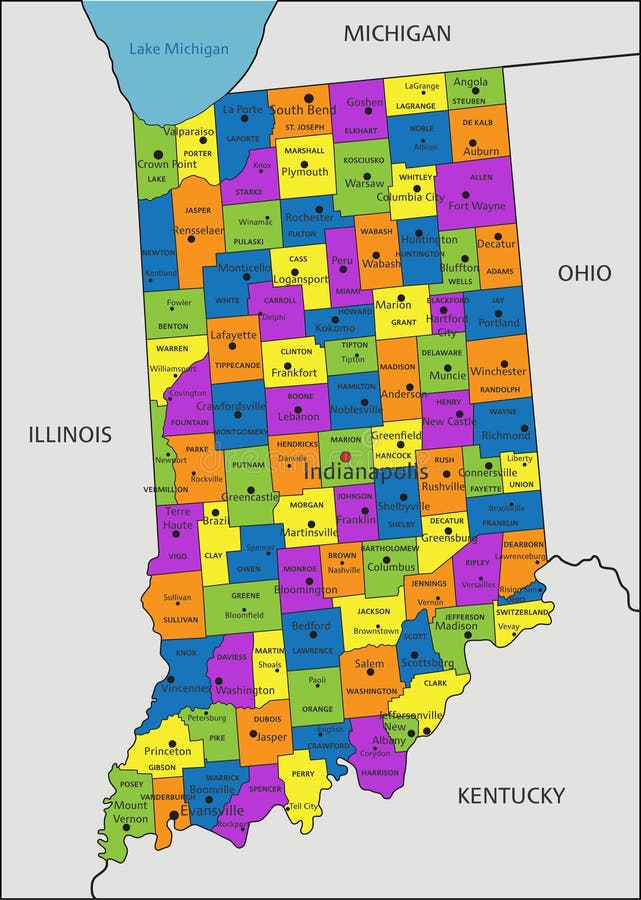 MICHIGAN
Lake Michigan
ILLINOIS
OHIO
KENTUCKY
LaGrange
LAGRANGE
Angola
STEUBEN
La Porte
LAPORTE
South Bend
ST. JOSEPH
Goshen
ELKHART
Valparaiso
PORTER
Crown Point
LAKE
NOBLE
Albion
DE KALB
Auburn
Knox
STARKE
MARSHALL
Plymouth
KOSCIUSKO
Warsaw
WHITLEY
Columbia City
ALLEN
Fort Wayne
JASPER
Rensselaer
NEWTON
Kentland
Winamac
PULASKI
Rochester
FULTON
WABASH
Wabash
Huntington
HUNTINGTON
Decatur
ADAMS
Bluffton
WELLS
Monticello
WHITE
CASS
Logansport
Peru
MIAMI
Fowler
BENTON
CARROLL
Delphi
HOWARD
Kokomo
Marion
GRANT
BLACKFORD
Hartford
City
JAY
Portland
WARREN
Williamsport
Lafayette
TIPPECANOE
CLINTON
Frankfort
TIPTON
Tipton
MADISON
Anderson
DELAWARE
Muncie
Winchester
RANDOLPH
Covington
FOUNTAIN
Crawfordsville
MONTGOMERY
BOONE
Lebanon
HAMILTON
Noblesville
HENRY
New Castle
WAYNE
Richmond
Newport
VERMILLION
PARKE
Rockville
PUTNAM
Greencastle
HENDRICKS
Danville
MARION
Indianapolis
Greenfield
HANCOCK
RUSH
Rushville
Connersville
FAYETTE
Liberty
UNION
Terre
Haute
VIGO
Brazil
CLAY
Spencer
OWEN
MORGAN
Martinsville
JOHNSON
Franklin
Shelbyville
SHELBY
DECATUR
Greensburg
Brookville
FRANKLIN
DEARBORN
Lawrenceburg
Sullivan
SULLIVAN
GREENE
Bloomfield
MONROE
Bloomington
BROWN
Nashville
BARTHOLOMEW
Columbus
JENNINGS
Vernon
RIPLEY
Versailles
Rising Sun
OHIO
SWITZERLAND
Vevay
JEFFERSON
Madison
KNOX
Vincennes
DAVIESS
Washington
MARTIN
Shoals
Bedford
LAWRENCE
JACKSON
Brownstown
SCOTT
Scottsburg
Salem
WASHINGTON
CLARK
Jeffersonville
New
Albany
Paoli
ORANGE
Petersburg
PIKE
Princeton
GIBSON
DUBOIS
Jasper
English
CRAWFORD
Corydon
HARRISON
POSEY
Mount
Vernon
VANDERBURGH
Evansville
WARRICK
Boonville
SPENCER
Rockport
PERRY
Tell City